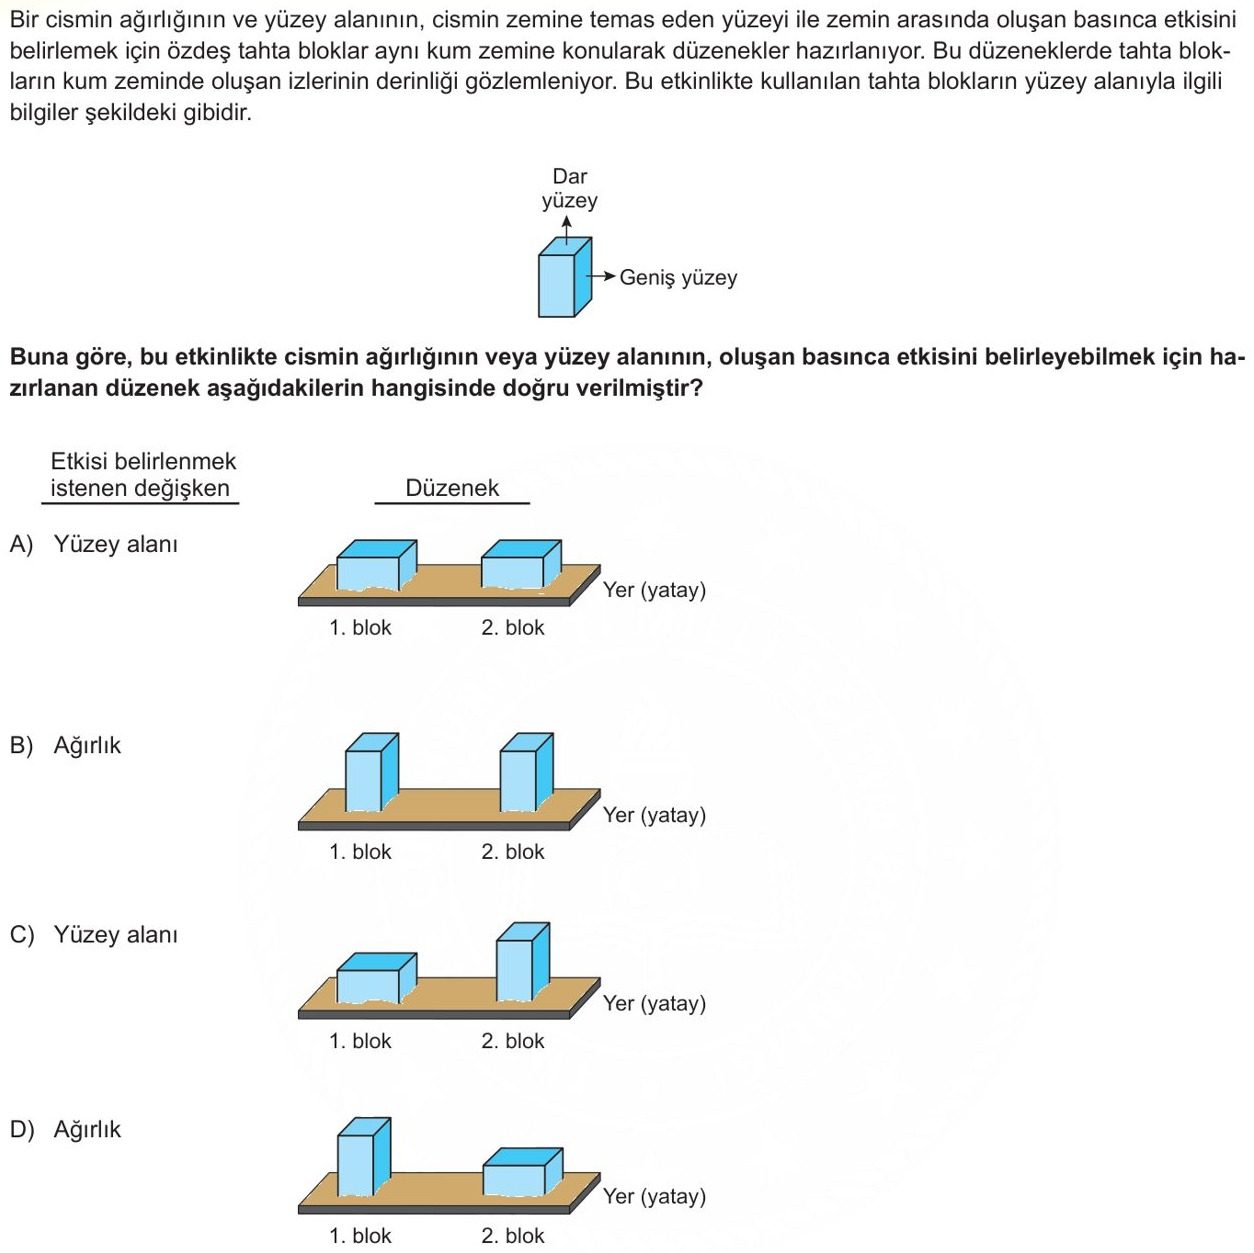 Bir cismin ağırlığının ve yüzey alanının, cismin zemine temas eden yüzeyi ile zemin arasında oluşan basınca etkisini
belirlemek için özdeş tahta bloklar aynı kum zemine konularak düzenekler hazırlanıyor. Bu düzeneklerde tahta blok-
ların kum zeminde oluşan izlerinin derinliği gözlemleniyor. Bu etkinlikte kullanılan tahta blokların yüzey alanıyla ilgili
bilgiler şekildeki gibidir.
Dar
yüzey
Geniş yüzey
Buna göre, bu etkinlikte cismin ağırlığının veya yüzey alanının, oluşan basınca etkisini belirleyebilmek için ha-
zırlanan düzenek aşağıdakilerin hangisinde doğru verilmiştir?
Etkisi belirlenmek
istenen değişken
Düzenek
A) Yüzey alanı
Yer (yatay)
1. blok 2. blok
B) Ağırlık
Yer (yatay)
1. blok 2. blok
C) Yüzey alanı
Yer (yatay)
1. blok 2. blok
D) Ağırlık
Yer (yatay)
1. blok 2. blok